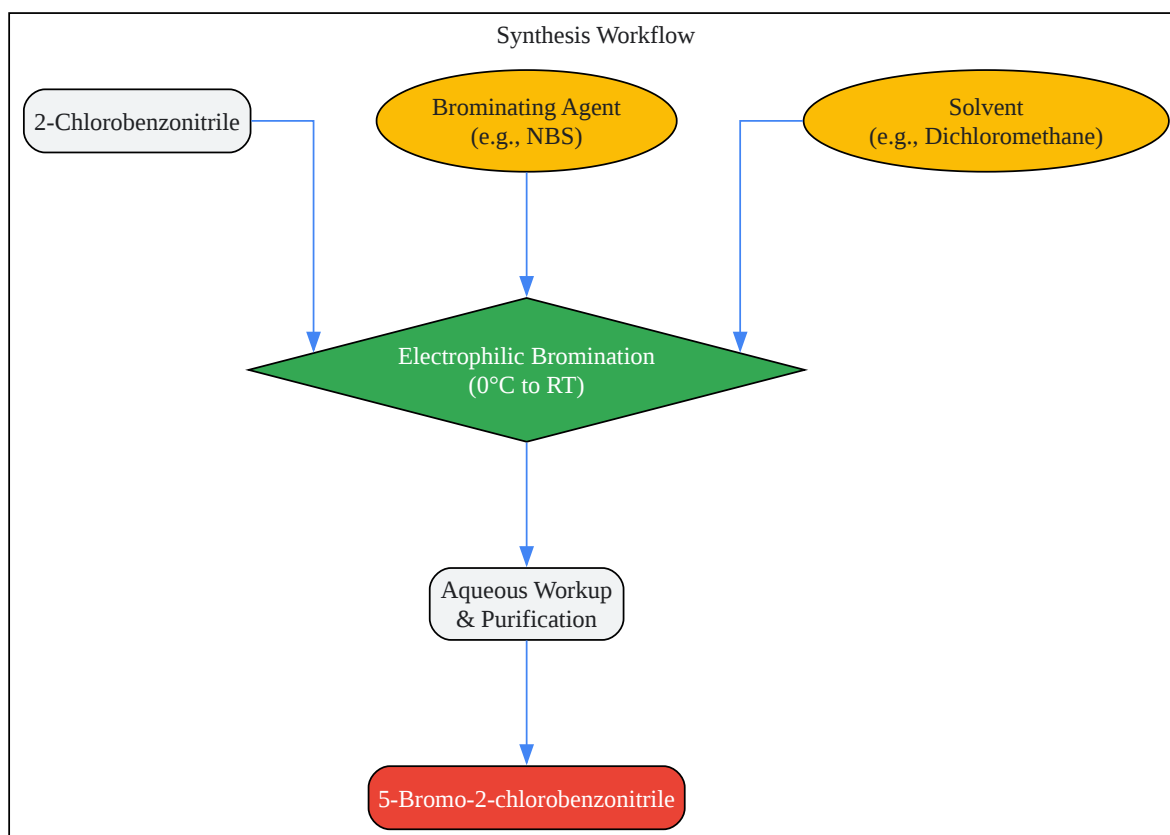 Synthesis Workflow
2-Chlorobenzonitrile
Brominating Agent
(e.g., NBS)
Solvent
(e.g., Dichloromethane)
Electrophilic Bromination
(0°C to RT)
Aqueous Workup
& Purification
5-Bromo-2-chlorobenzonitrile